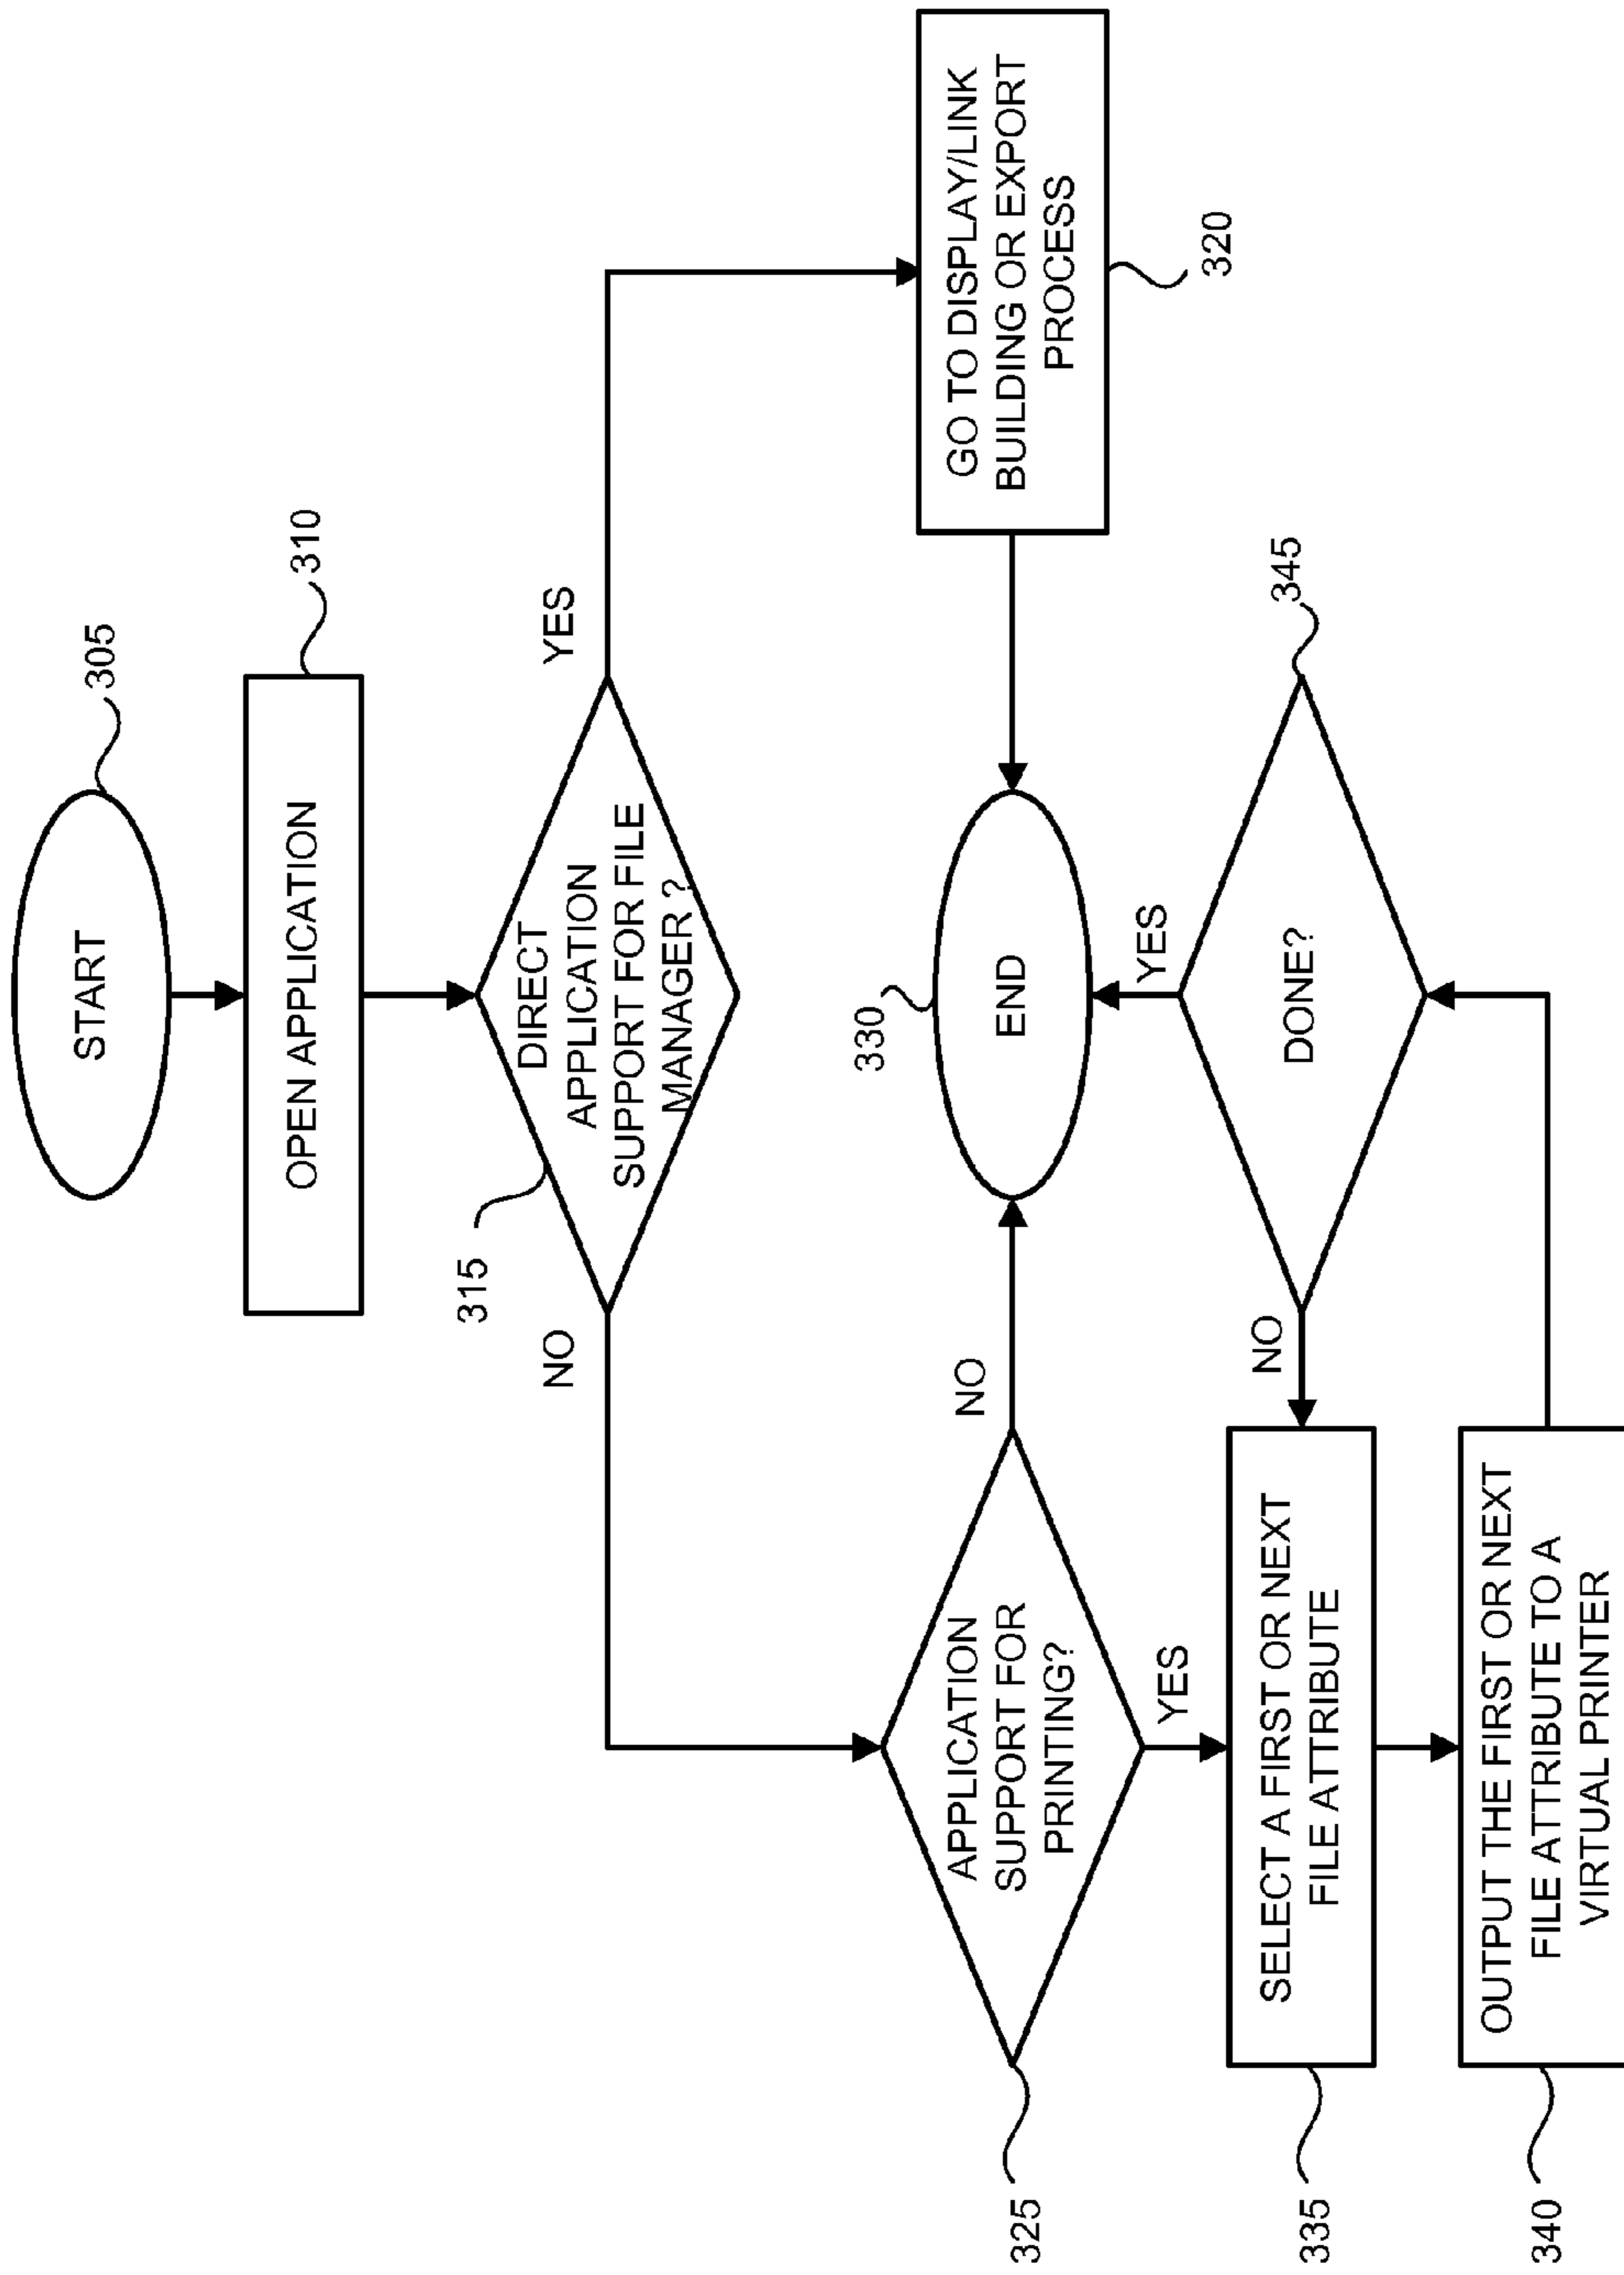 START
305
OPEN APPLICATION
310
DIRECT
APPLICATION
SUPPORT FOR FILE
MANAGER ?
315
NO
YES
GO TO DISPLAY/LINK
BUILDING OR EXPORT
PROCESS
320
APPLICATION
SUPPORT FOR
PRINTING?
325
NO
YES
END
330
SELECT A FIRST OR NEXT
FILE ATTRIBUTE
335
NO
DONE?
345
YES
OUTPUT THE FIRST OR NEXT
FILE ATTRIBUTE TO A
VIRTUAL PRINTER
340